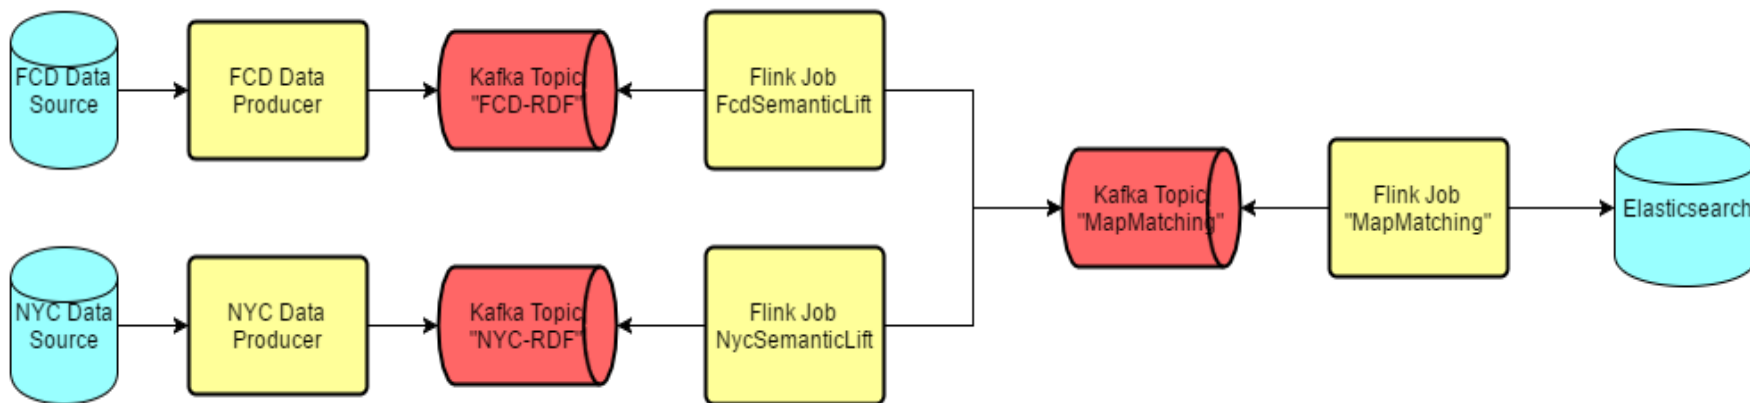 FCD Data
Source
FCD Data
Producer
Kafka Topic
"FCD-RDF"
Flink Job
FcdSemanticLift
Kafka Topic
"MapMatching"
Flink Job
"MapMatching"
Elasticsearch
NYC Data
Source
NYC Data
Producer
Kafka Topic
"NYC-RDF"
Flink Job
NycSemanticLift